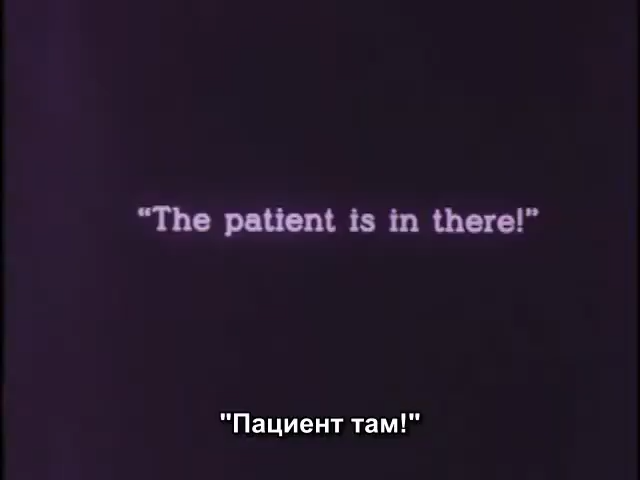 “The patient is in there!”
"Пациент там!"